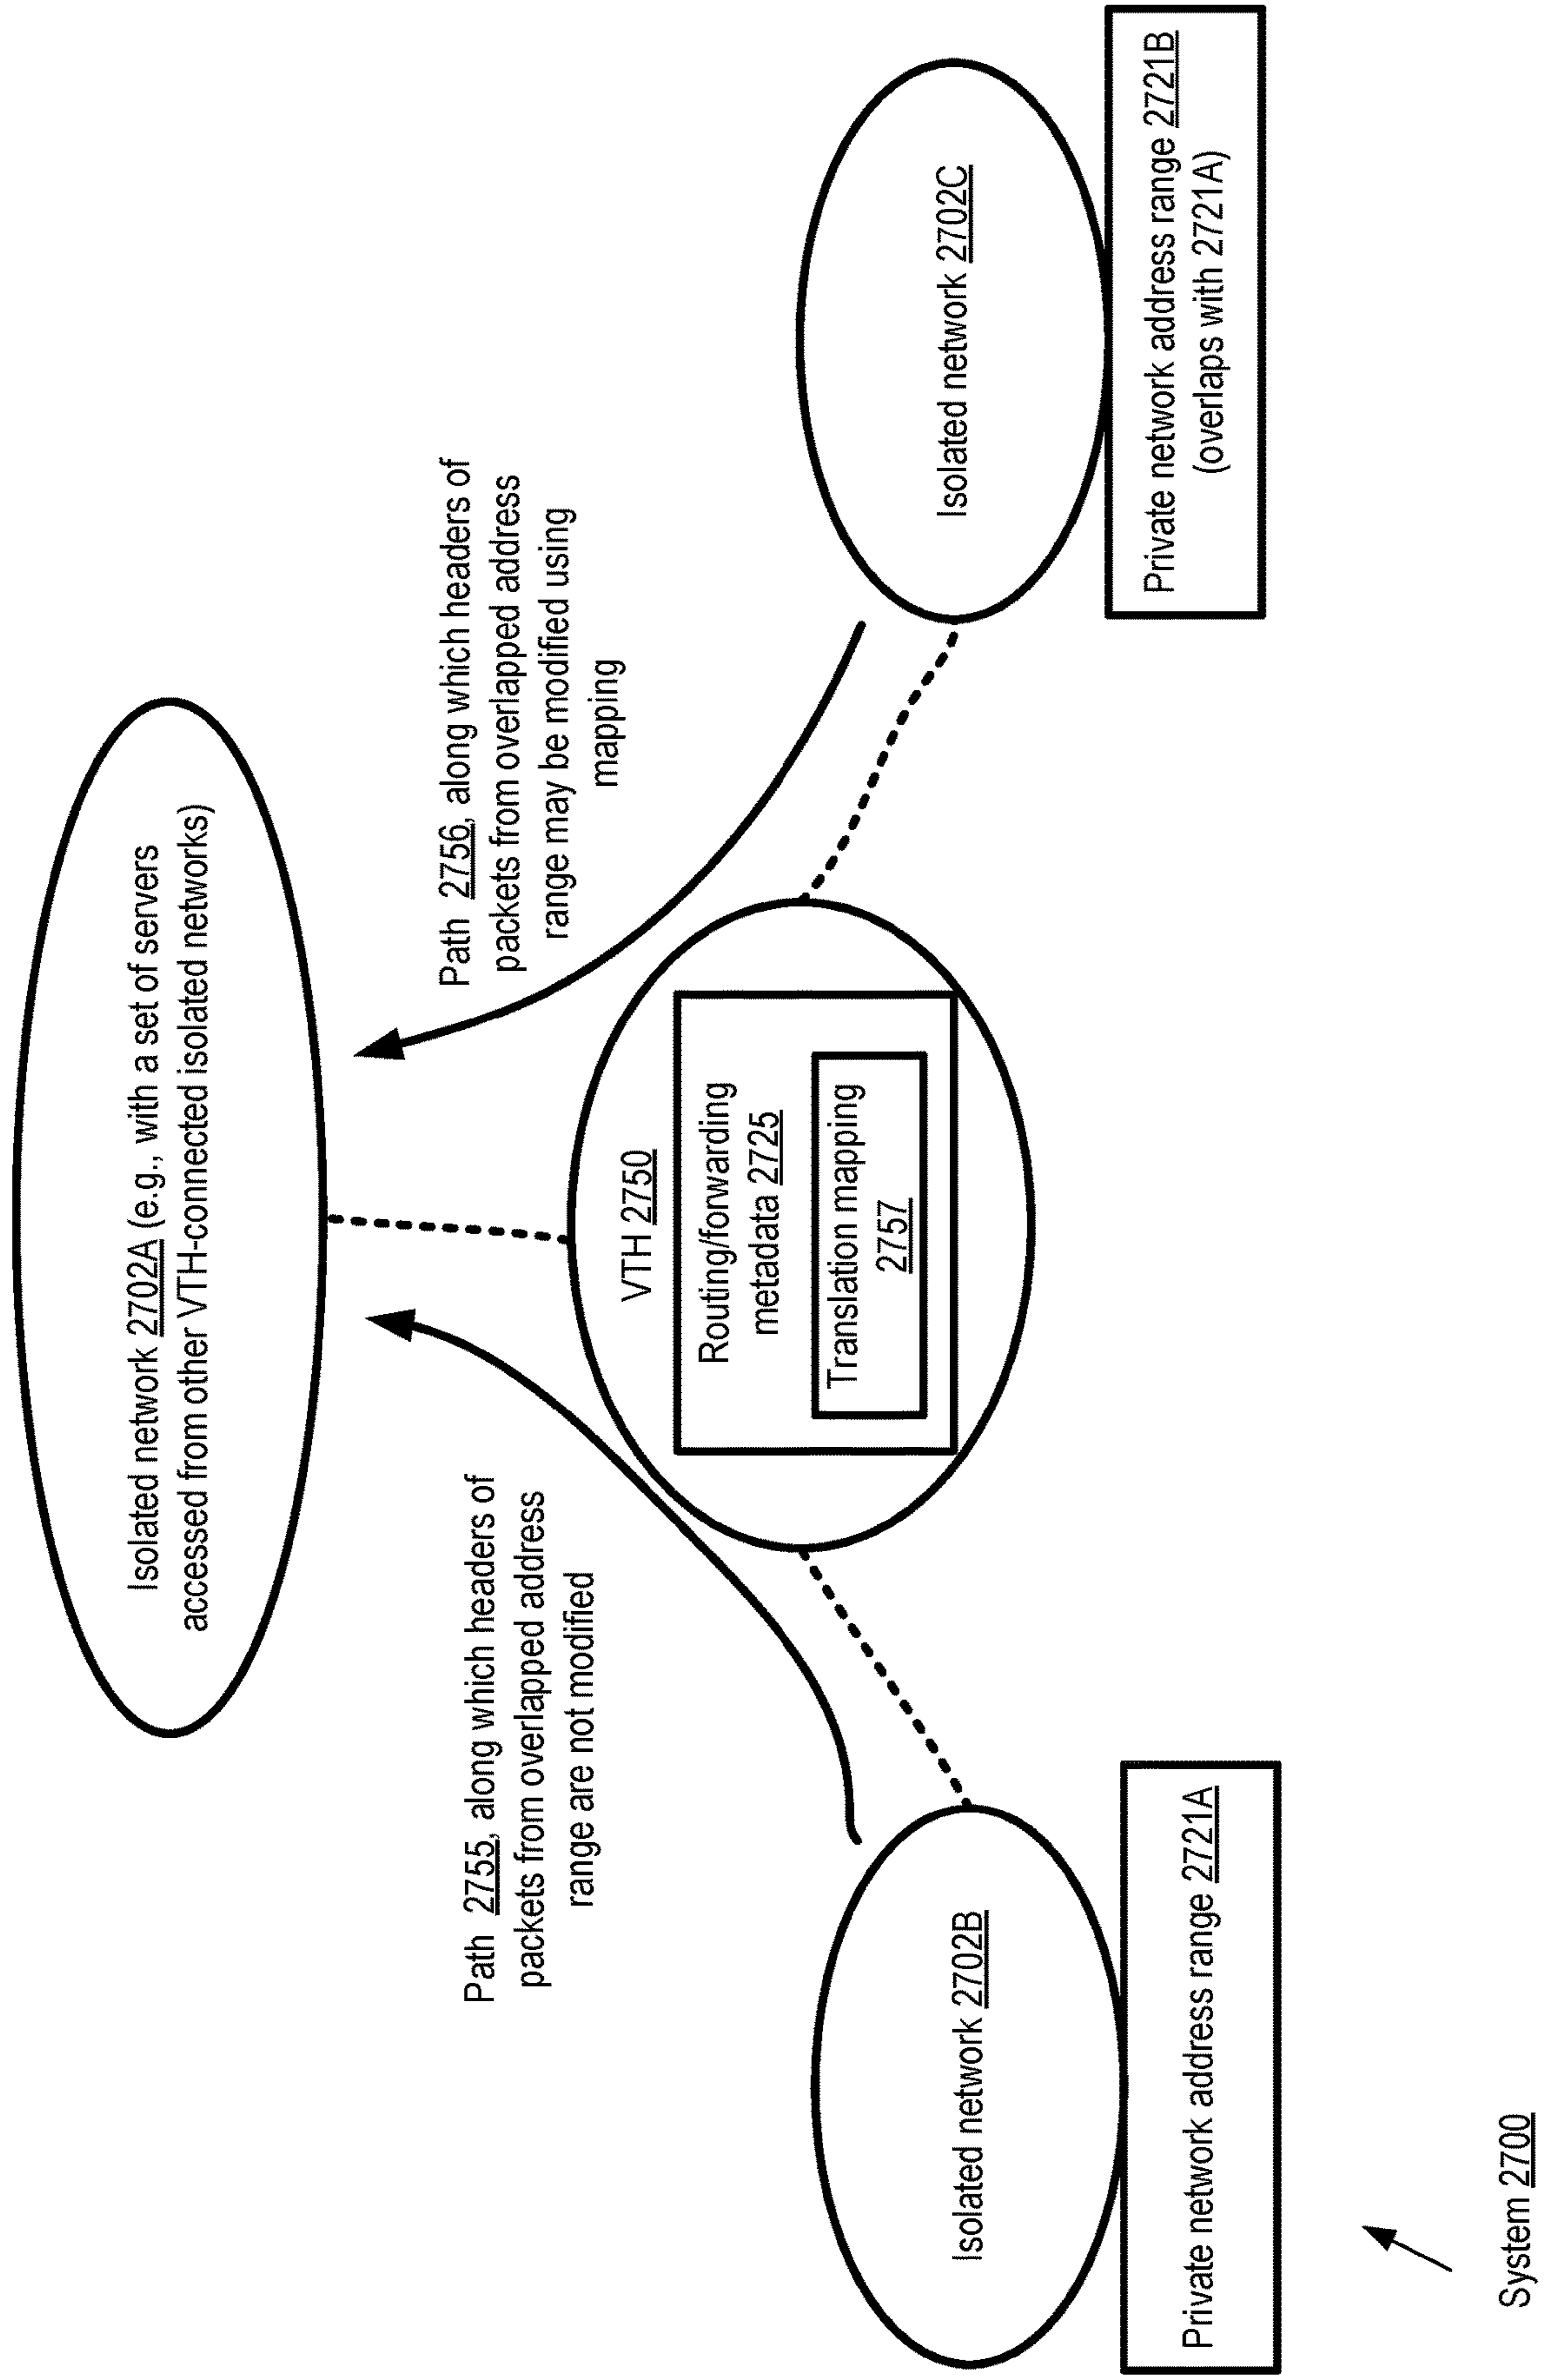 Isolated network 2702A (e.g., with a set of servers
accessed from other VTH-connected isolated networks)
Path 2755, along which headers of
packets from overlapped address
range are not modified
Path 2756, along which headers of
packets from overlapped address
range may be modified using
mapping
VTH 2750
Routing/forwarding
metadata 2725
Translation mapping
2757
Isolated network 2702B
Private network address range 2721A
Isolated network 2702C
Private network address range 2721B
(overlaps with 2721A)
System 2700